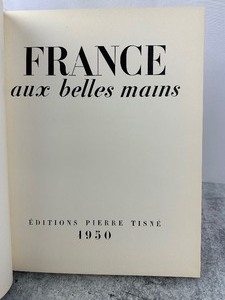 FRANCE
aux belles mains
ÉDITIONS PIERRE TISNÉ
1950